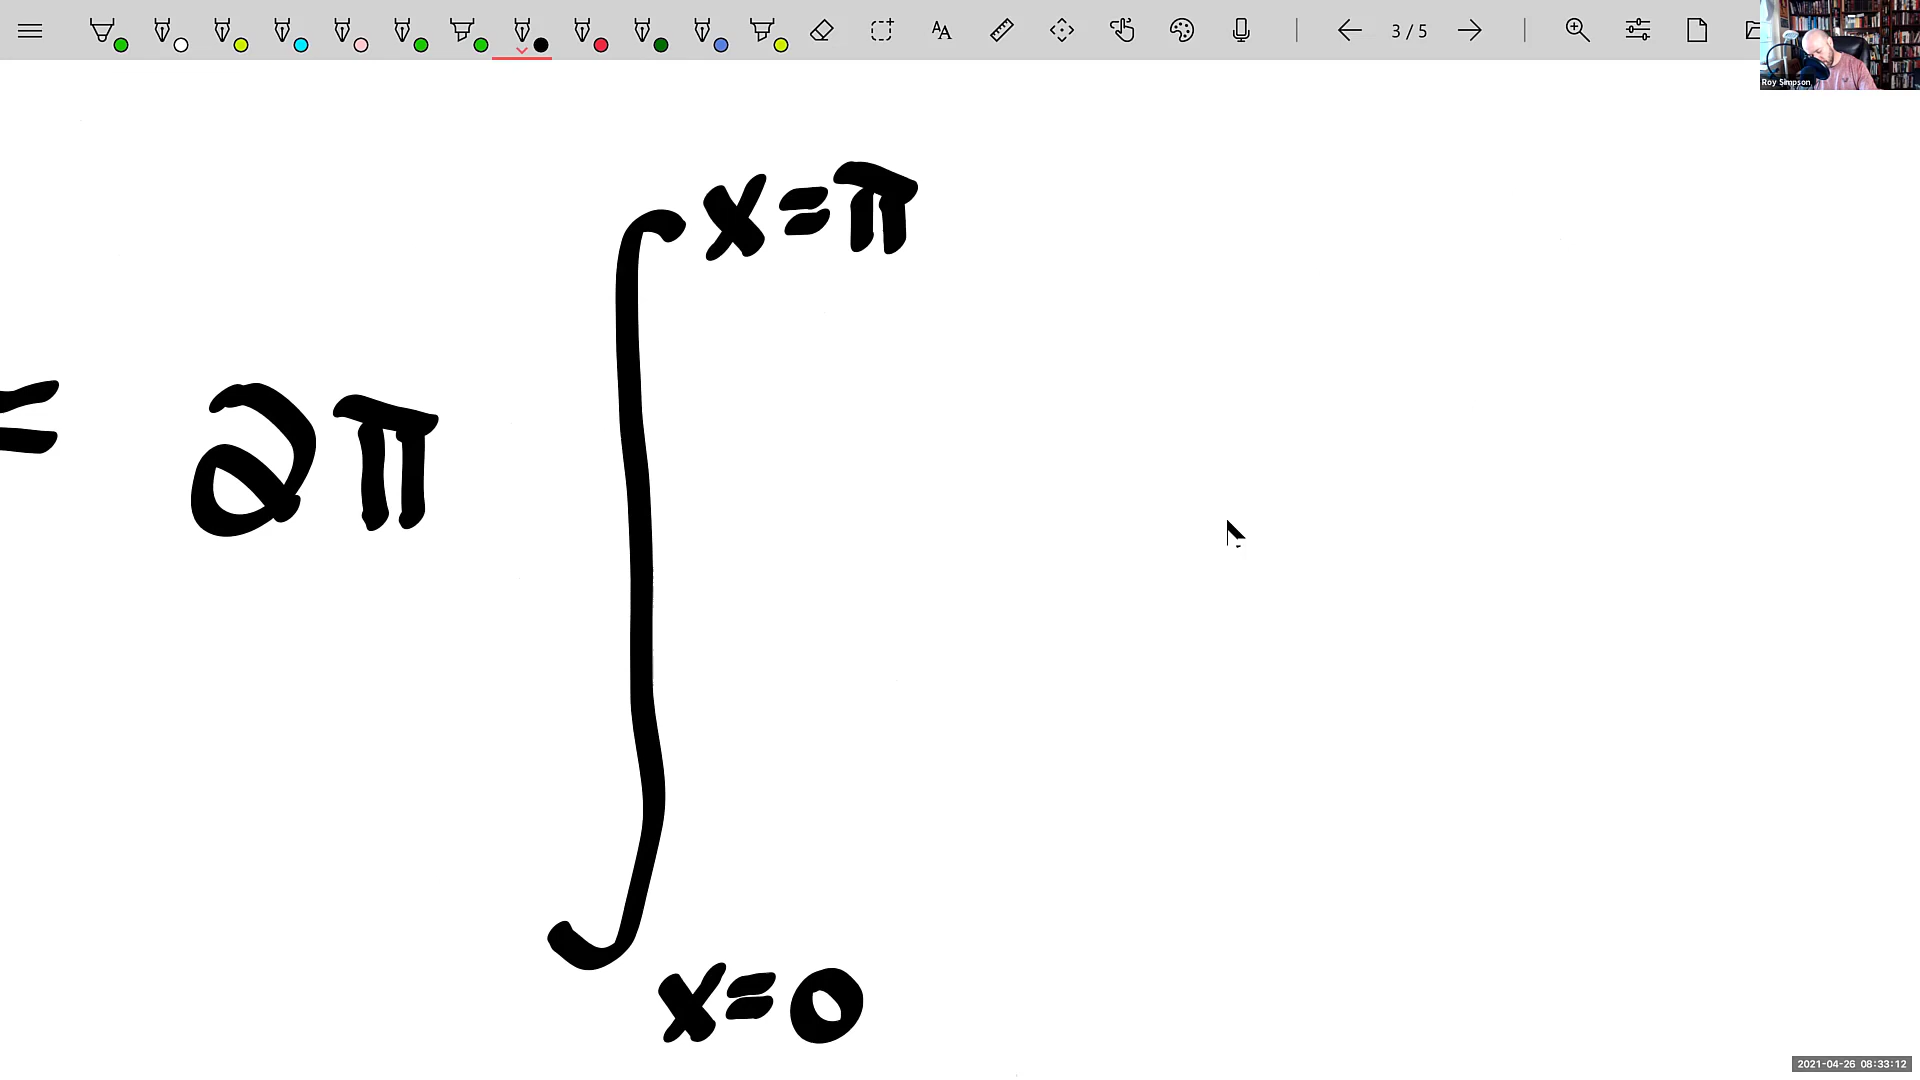 3 / 5
Roy Simpson
x=π
= 2π ∫
x=0
2021-04-26 08:33:12